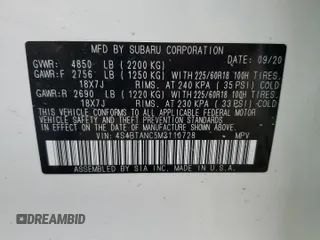 MFD. BY SUBARU CORPORATION DATE: 09/20
GVWR: 4850 LB (2200 KG)
GAWR:F 2756 LB (1250 KG) WITH 225/60R18 100H TIRES.
18X7J RIMS. AT 240 KPA (35 PSI) COLD
GAWR:R 2690 LB (1220 KG) WITH 225/60R18 100H TIRES.
18X7J RIMS. AT 230 KPA (33 PSI) COLD
THIS VEHICLE CONFORMS TO ALL APPLICABLE FEDERAL MOTOR
VEHICLE SAFETY, BUMPER, AND THEFT PREVENTION STANDARDS
IN EFFECT ON THE DATE OF MANUFACTURE SHOWN ABOVE.
VIN: 4S4BTANC5M3110728 MPV
ASSEMBLED BY SIA INC. IN U.S.A.
DREAMBID